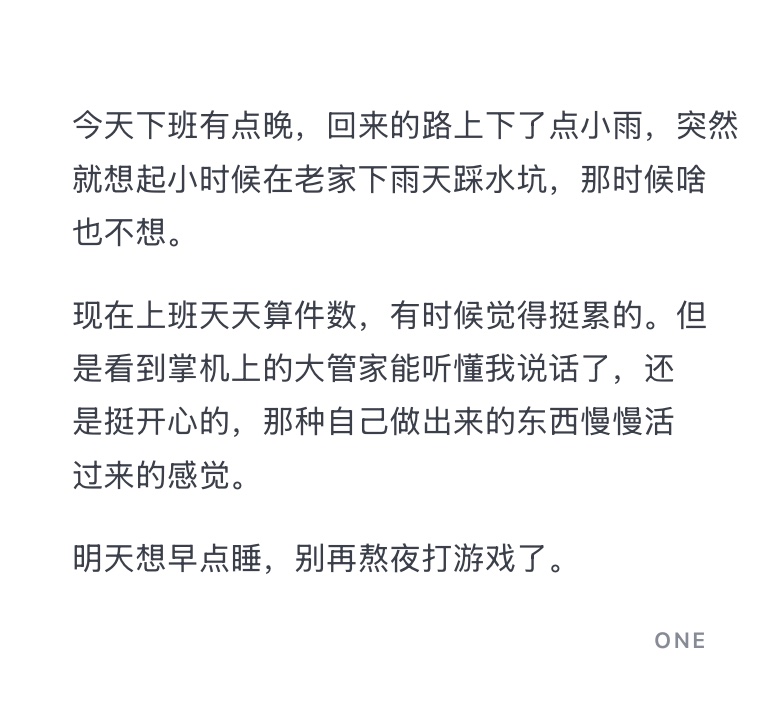 今天下班有点晚，回来的路上下了点小雨，突然
就想起小时候在老家下雨天踩水坑，那时候啥
也不想。
现在上班天天算件数，有时候觉得挺累的。但
是看到掌机上的大管家能听懂我说话了，还
是挺开心的，那种自己做出来的东西慢慢活
过来的感觉。
明天想早点睡，别再熬夜打游戏了。
ONE